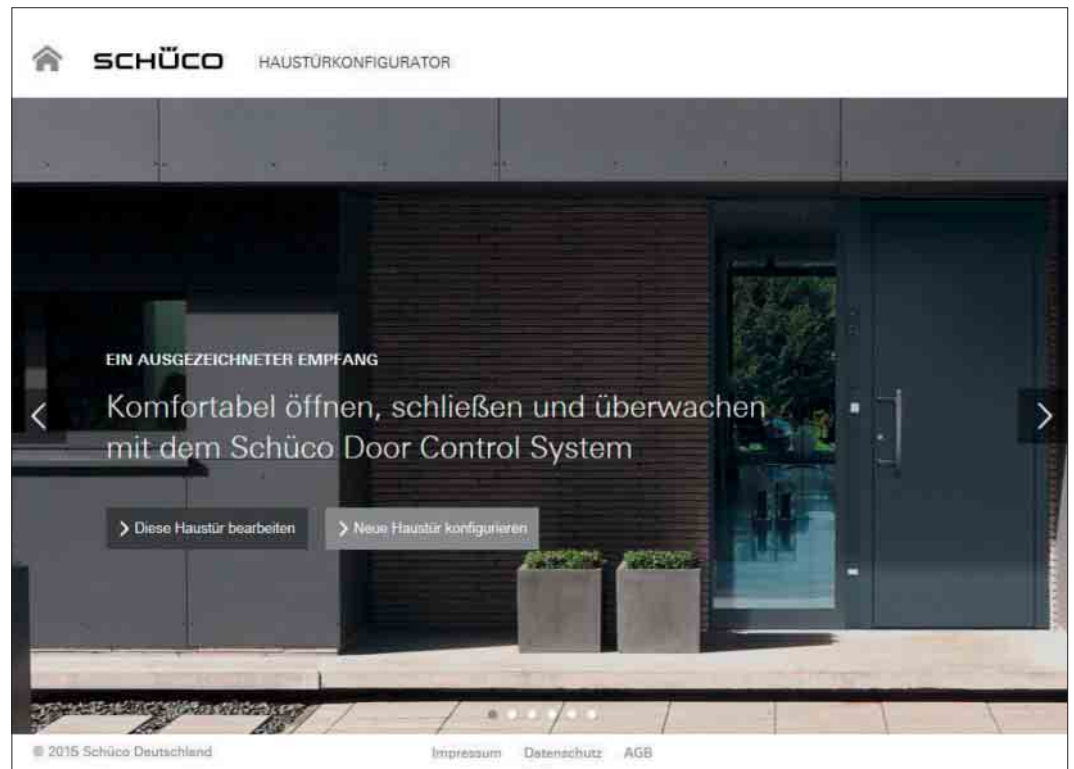 SCHÜCO HAUSTÜRKONFIGURATOR
EIN AUSGEZEICHNETER EMPFANG
Komfortabel öffnen, schließen und überwachen
mit dem Schüco Door Control System
Diese Haustür bearbeiten Neue Haustür konfigurieren
© 2015 Schüco Deutschland Impressum Datenschutz AGB